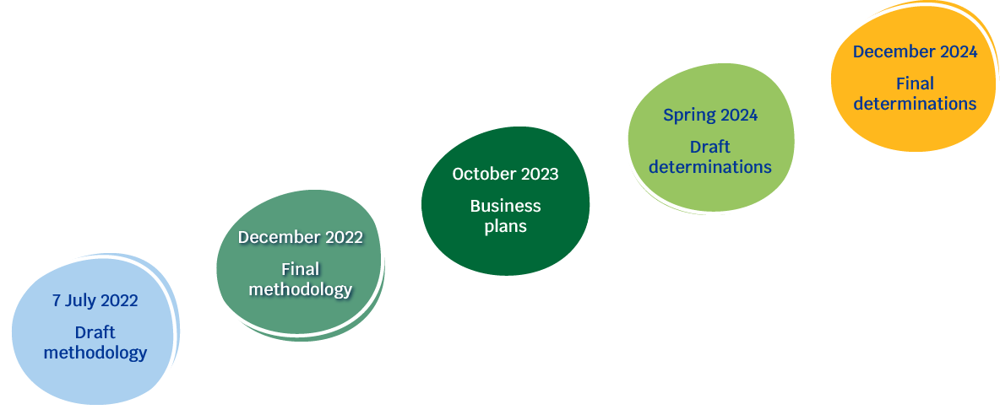 7 July 2022
Draft
methodology
December 2022
Final
methodology
October 2023
Business
plans
Spring 2024
Draft
determinations
December 2024
Final
determinations